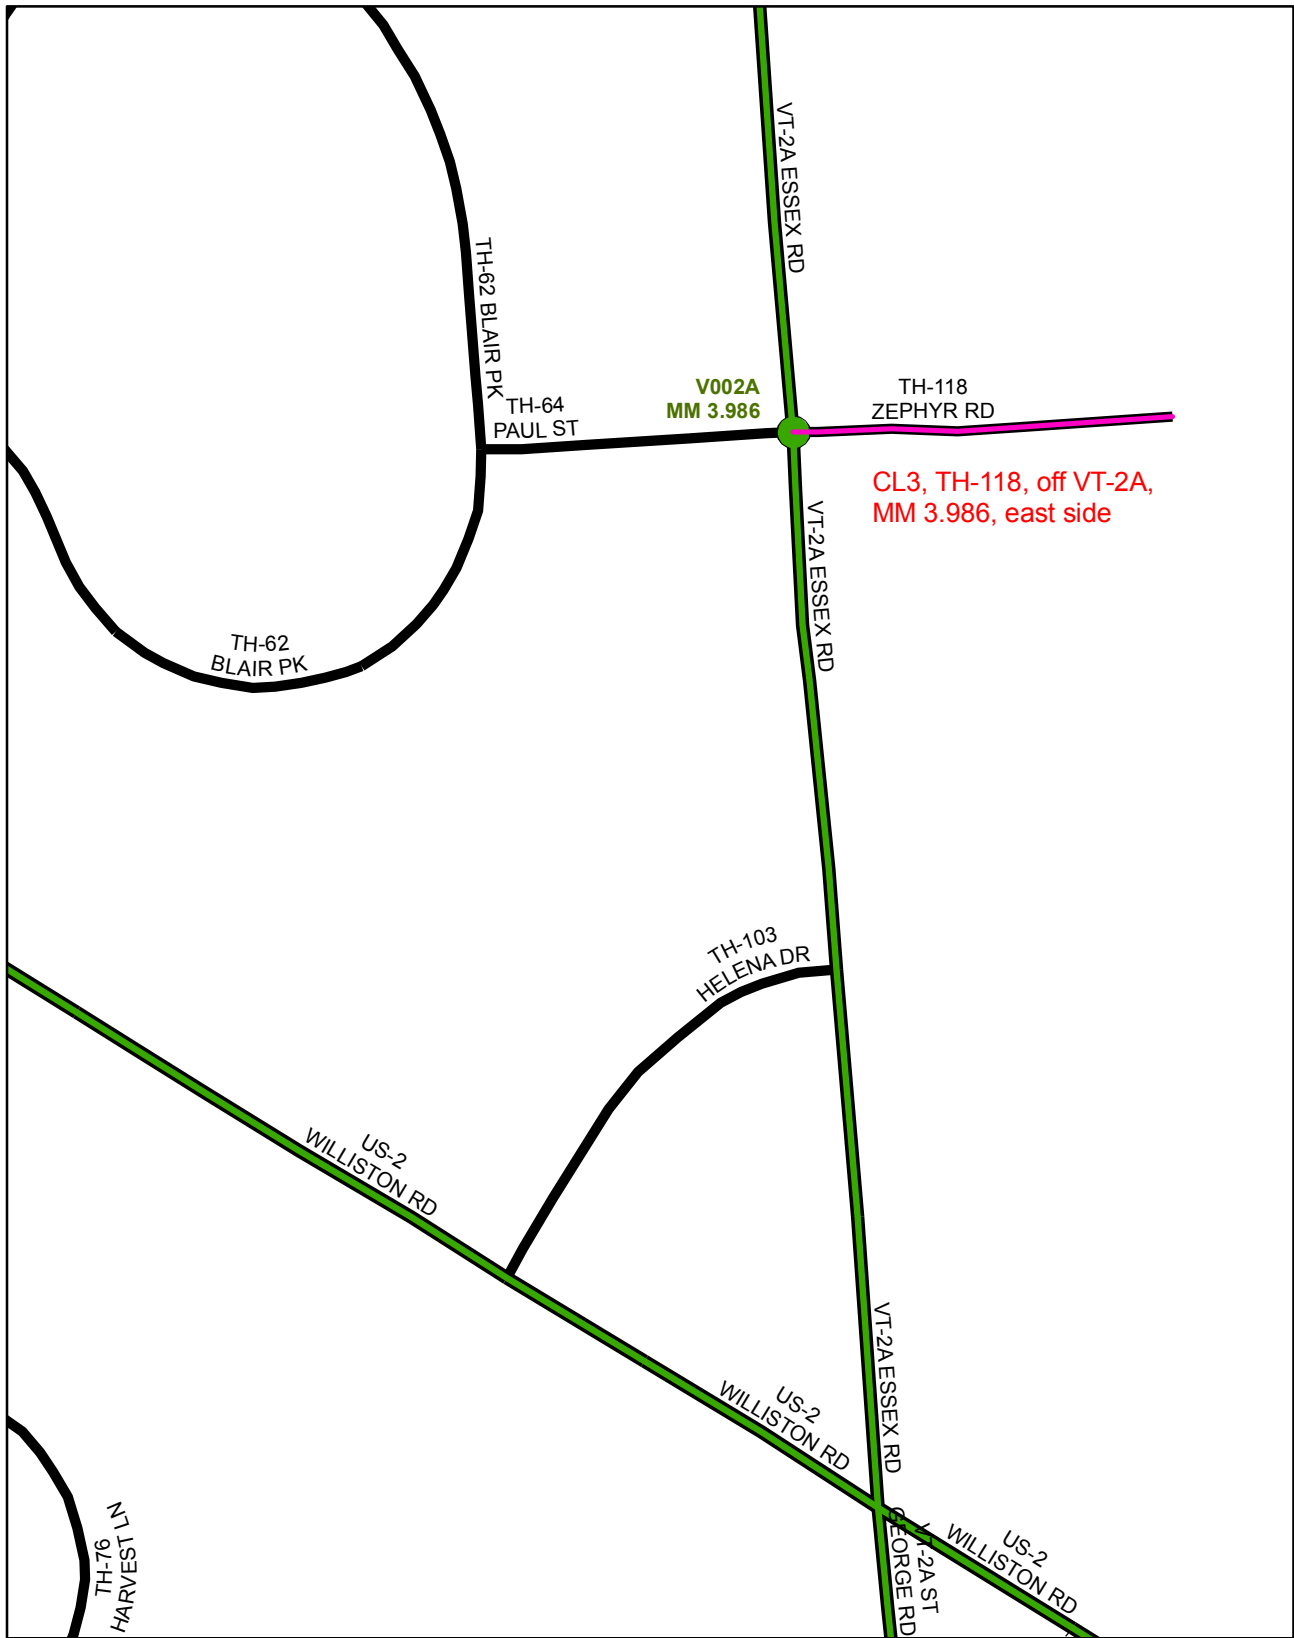 VT-2A ESSEX RD
TH-62 BLAIR PK
V002A
MM 3.986
TH-118
ZEPHYR RD
TH-64
PAUL ST
CL3, TH-118, off VT-2A,
MM 3.986, east side
VT-2A ESSEX RD
TH-62
BLAIR PK
TH-103
HELENA DR
US-2
WILLISTON RD
VT-2A ESSEX RD
US-2
WILLISTON RD
TH-76
HARVEST LN
VT-2A ST
GEORGE RD
US-2
WILLISTON RD